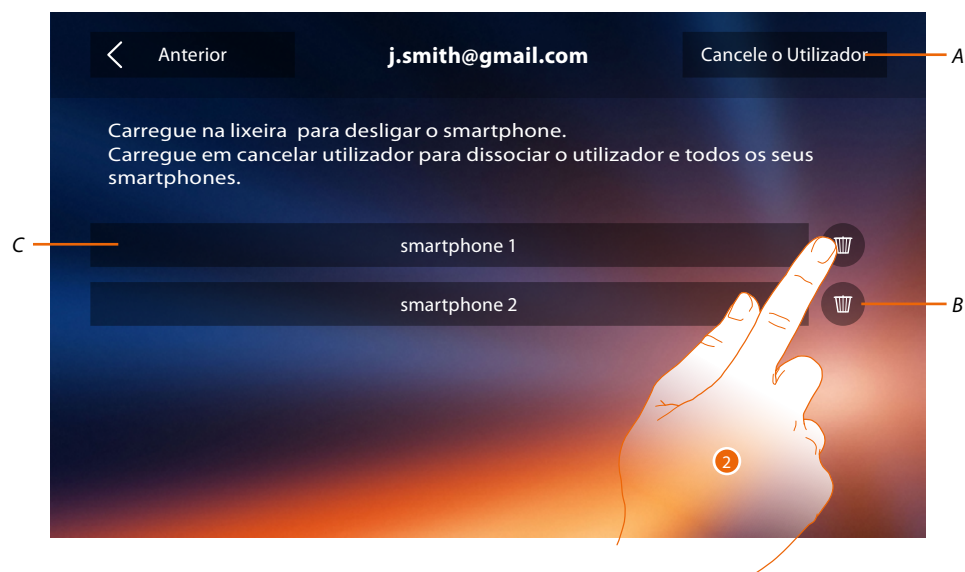 Anterior
j.smith@gmail.com
Cancele o Utilizador
A
Carregue na lixeira para desligar o smartphone.
Carregue em cancelar utilizador para dissociar o utilizador e todos os seus
smartphones.
C
smartphone 1
smartphone 2
B
2